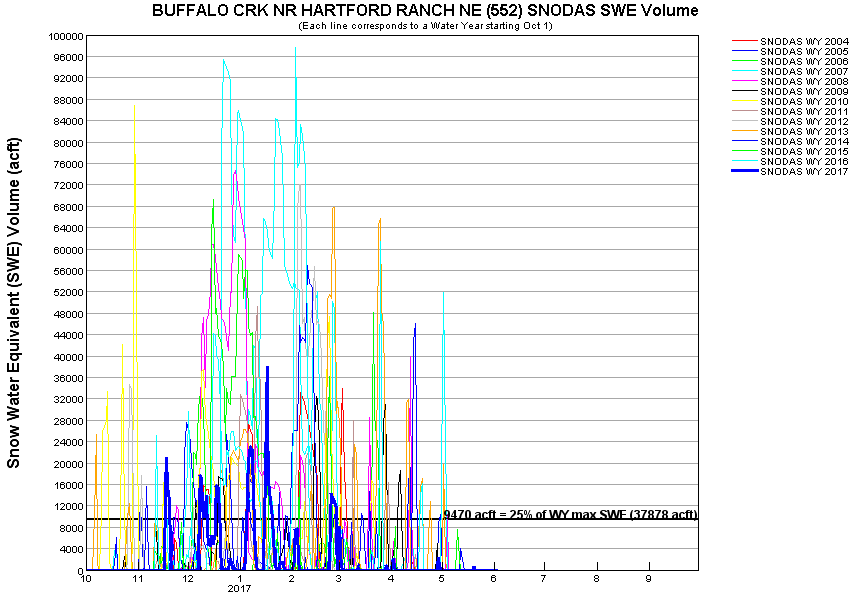 BUFFALO CRK NR HARTFORD RANCH NE (552) SNODAS SWE Volume
(Each line corresponds to a Water Year starting Oct 1)
Snow Water Equivalent (SWE) Volume (acft)
100000
96000
92000
88000
84000
80000
76000
72000
68000
64000
60000
56000
52000
48000
44000
40000
36000
32000
28000
24000
20000
16000
12000
8000
4000
0
9470 acft = 25% of WY max SWE (37878 acft)
10 11 12 1 2 3 4 5 6 7 8 9
2017
SNODAS WY 2004
SNODAS WY 2005
SNODAS WY 2006
SNODAS WY 2007
SNODAS WY 2008
SNODAS WY 2009
SNODAS WY 2010
SNODAS WY 2011
SNODAS WY 2012
SNODAS WY 2013
SNODAS WY 2014
SNODAS WY 2015
SNODAS WY 2016
SNODAS WY 2017